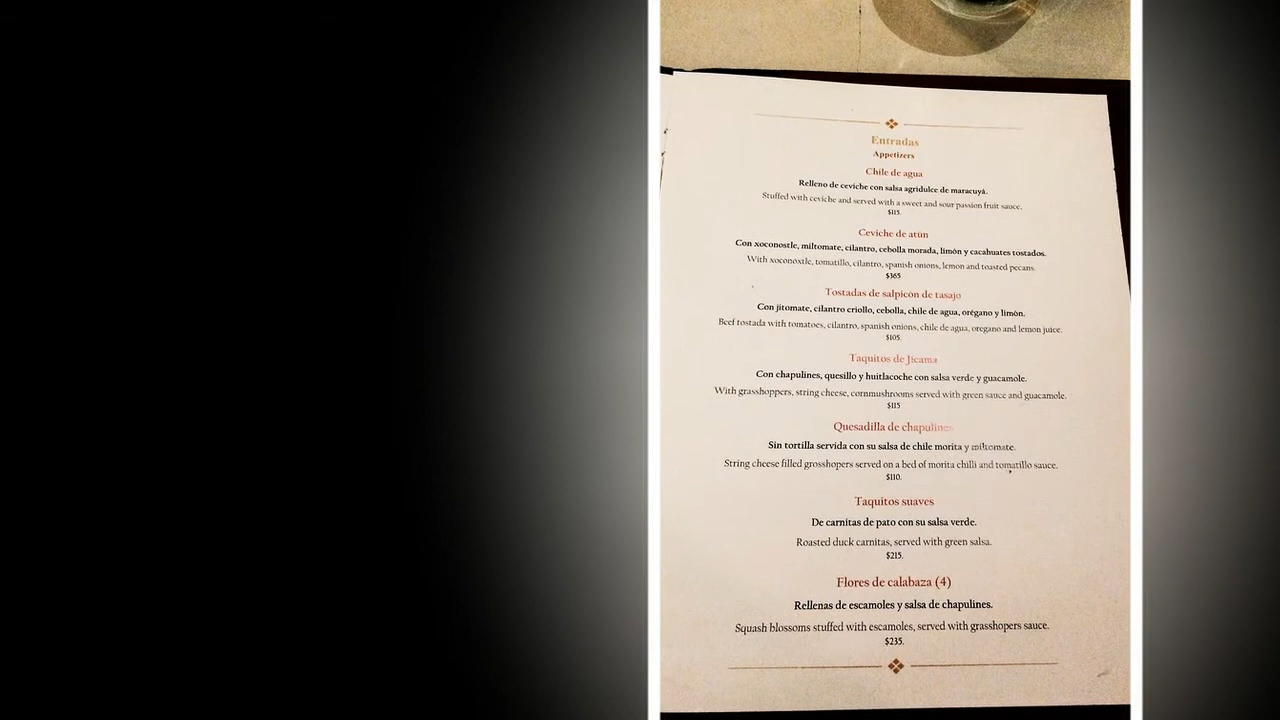 Entradas
Appetizers
Chile de agua
Relleno de ceviche con salsa agridulce de maracuyá.
Stuffed with ceviche and served with a sweet and sour passion fruit sauce.
$115.
Ceviche de atún
Con xoconostle, miltomate, cilantro, cebolla morada, limón y cacahuates tostados.
With xoconoxtle, tomatillo, cilantro, spanish onions, lemon and toasted pecans.
$365
Tostadas de salpicón de tasajo
Con jitomate, cilantro criollo, cebolla, chile de agua, orégano y limón.
Beef tostada with tomatoes, cilantro, spanish onions, chile de agua, oregano and lemon juice.
$105.
Taquitos de Jicama
Con chapulines, quesillo y huitlacoche con salsa verde y guacamole.
With grasshoppers, string cheese, cornmushrooms served with green sauce and guacamole.
$115
Quesadilla de chapulines
Sin tortilla servida con su salsa de chile morita y miltomate.
String cheese filled grosshopers served on a bed of morita chilli and tomatillo sauce.
$110.
Taquitos suaves
De carnitas de pato con su salsa verde.
Roasted duck carnitas, served with green salsa.
$215.
Flores de calabaza (4)
Rellenas de escamoles y salsa de chapulines.
Squash blossoms stuffed with escamoles, served with grasshopers sauce.
$235.